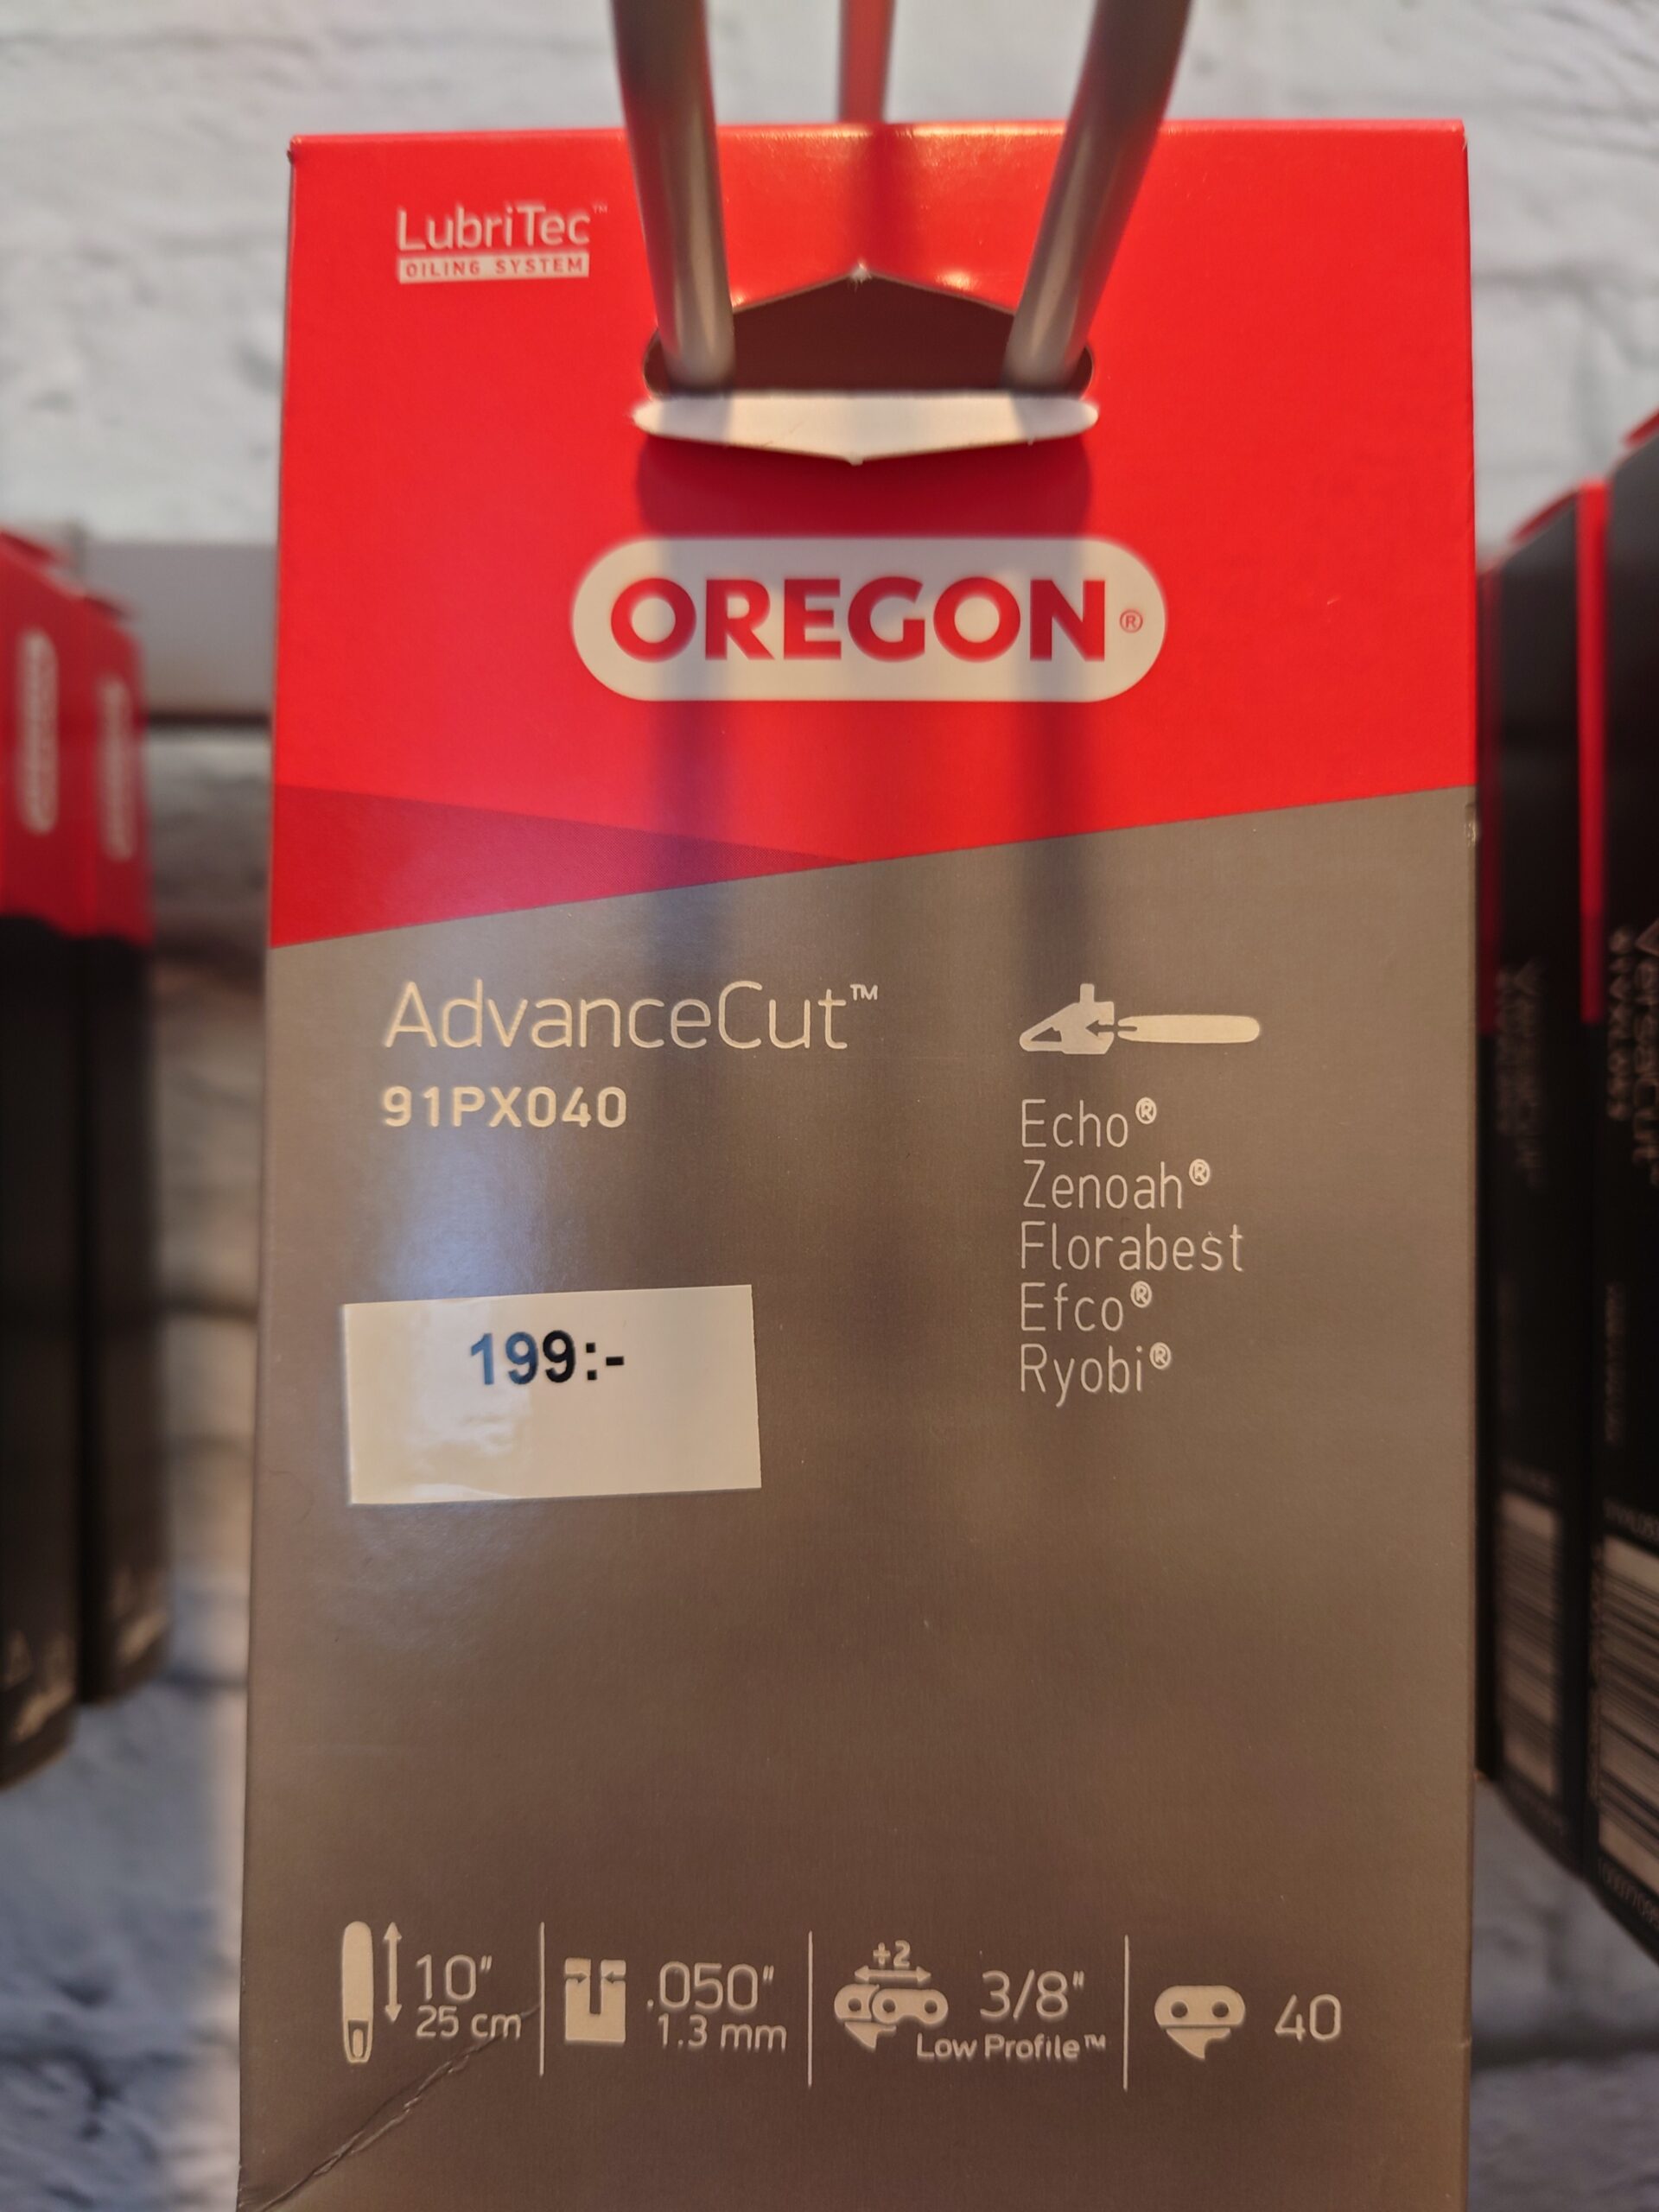 LubriTec™
OILING SYSTEM
OREGON®
AdvanceCut™
91PX040
Echo®
Zenoah®
Florabest
Efco®
Ryobi®
199:-
10"
25 cm
.050"
1.3 mm
+2
3/8"
Low Profile™
40